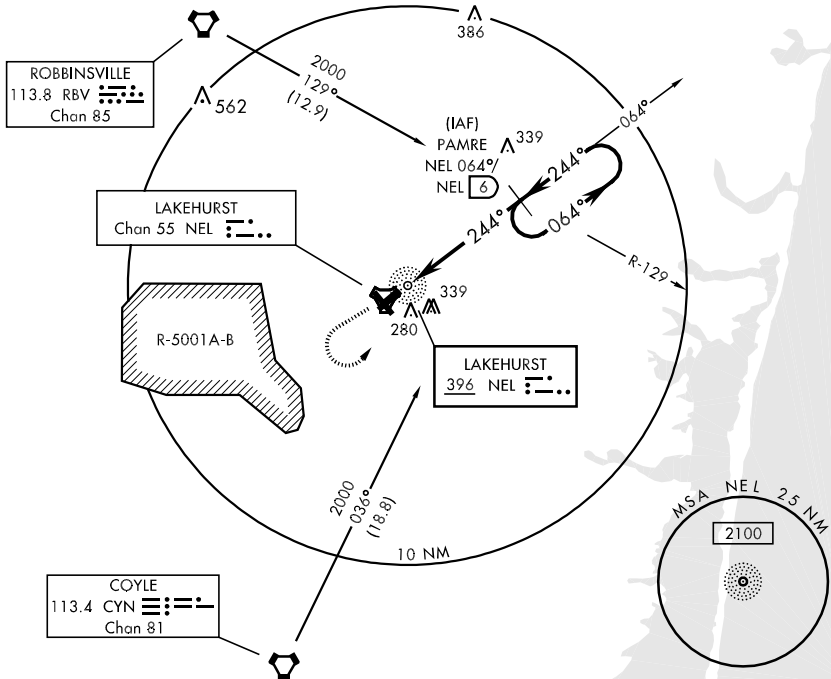 386
ROBBINSVILLE
113.8 RBV
Chan 85
562
2000
129°
(12.9)
(IAF)
PAMRE
NEL 064°/
NEL 6
339
064°
244°
064°
244°
R-129
LAKEHURST
Chan 55 NEL
R-5001A-B
339
280
LAKEHURST
396 NEL
2000
036°
(18.8)
10 NM
COYLE
113.4 CYN
Chan 81
MSA NEL 25 NM
2100